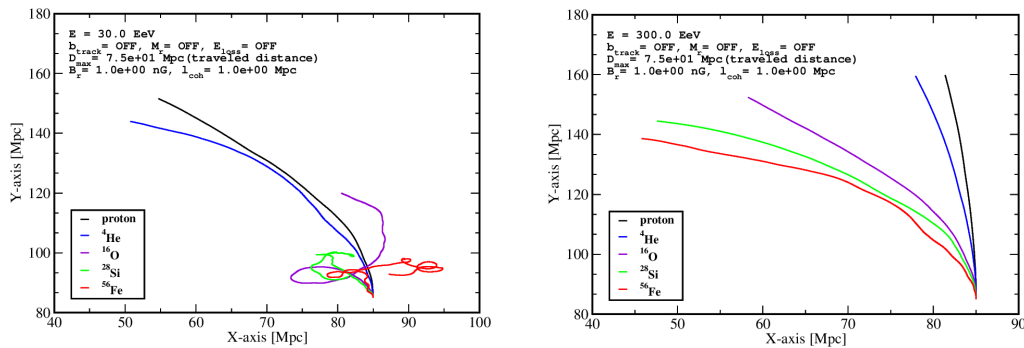 E = 30.0 EeV
b_track = OFF, M_r = OFF, E_loss = OFF
D_max = 7.5e+01 Mpc(traveled distance)
B_r = 1.0e+00 nG, l_coh = 1.0e+00 Mpc
180
160
140
120
100
80
Y-axis [Mpc]
proton
⁴He
¹⁶O
²⁸Si
⁵⁶Fe
40 50 60 70 80 90 100
X-axis [Mpc]
E = 300.0 EeV
b_track = OFF, M_r = OFF, E_loss = OFF
D_max = 7.5e+01 Mpc(traveled distance)
B_r = 1.0e+00 nG, l_coh = 1.0e+00 Mpc
180
160
140
120
100
80
Y-axis [Mpc]
proton
⁴He
¹⁶O
²⁸Si
⁵⁶Fe
40 50 60 70 80 90
X-axis [Mpc]